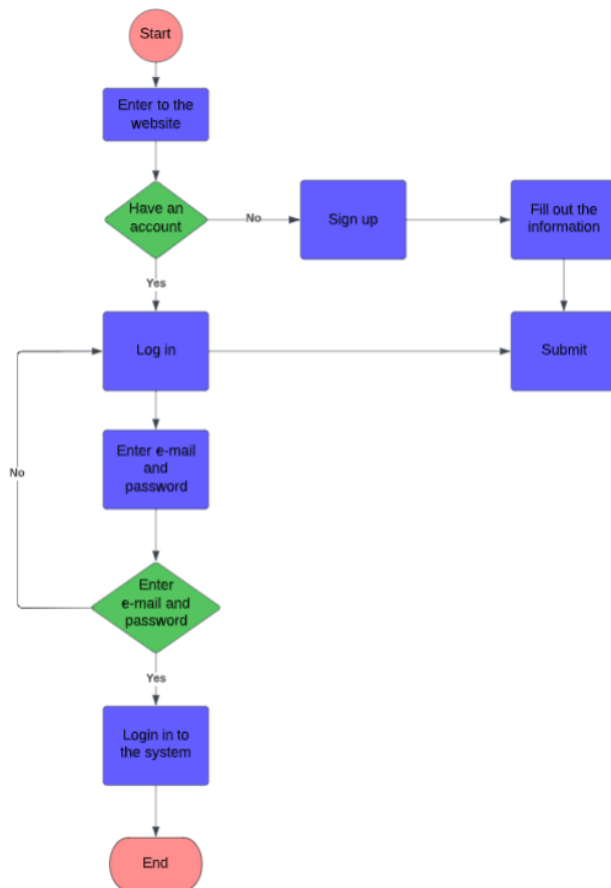 Start
Enter to the
website
Have an
account
No
Sign up
Fill out the
information
Yes
Log in
Submit
Enter e-mail
and
password
No
Enter
e-mail and
password
Yes
Login in to
the system
End